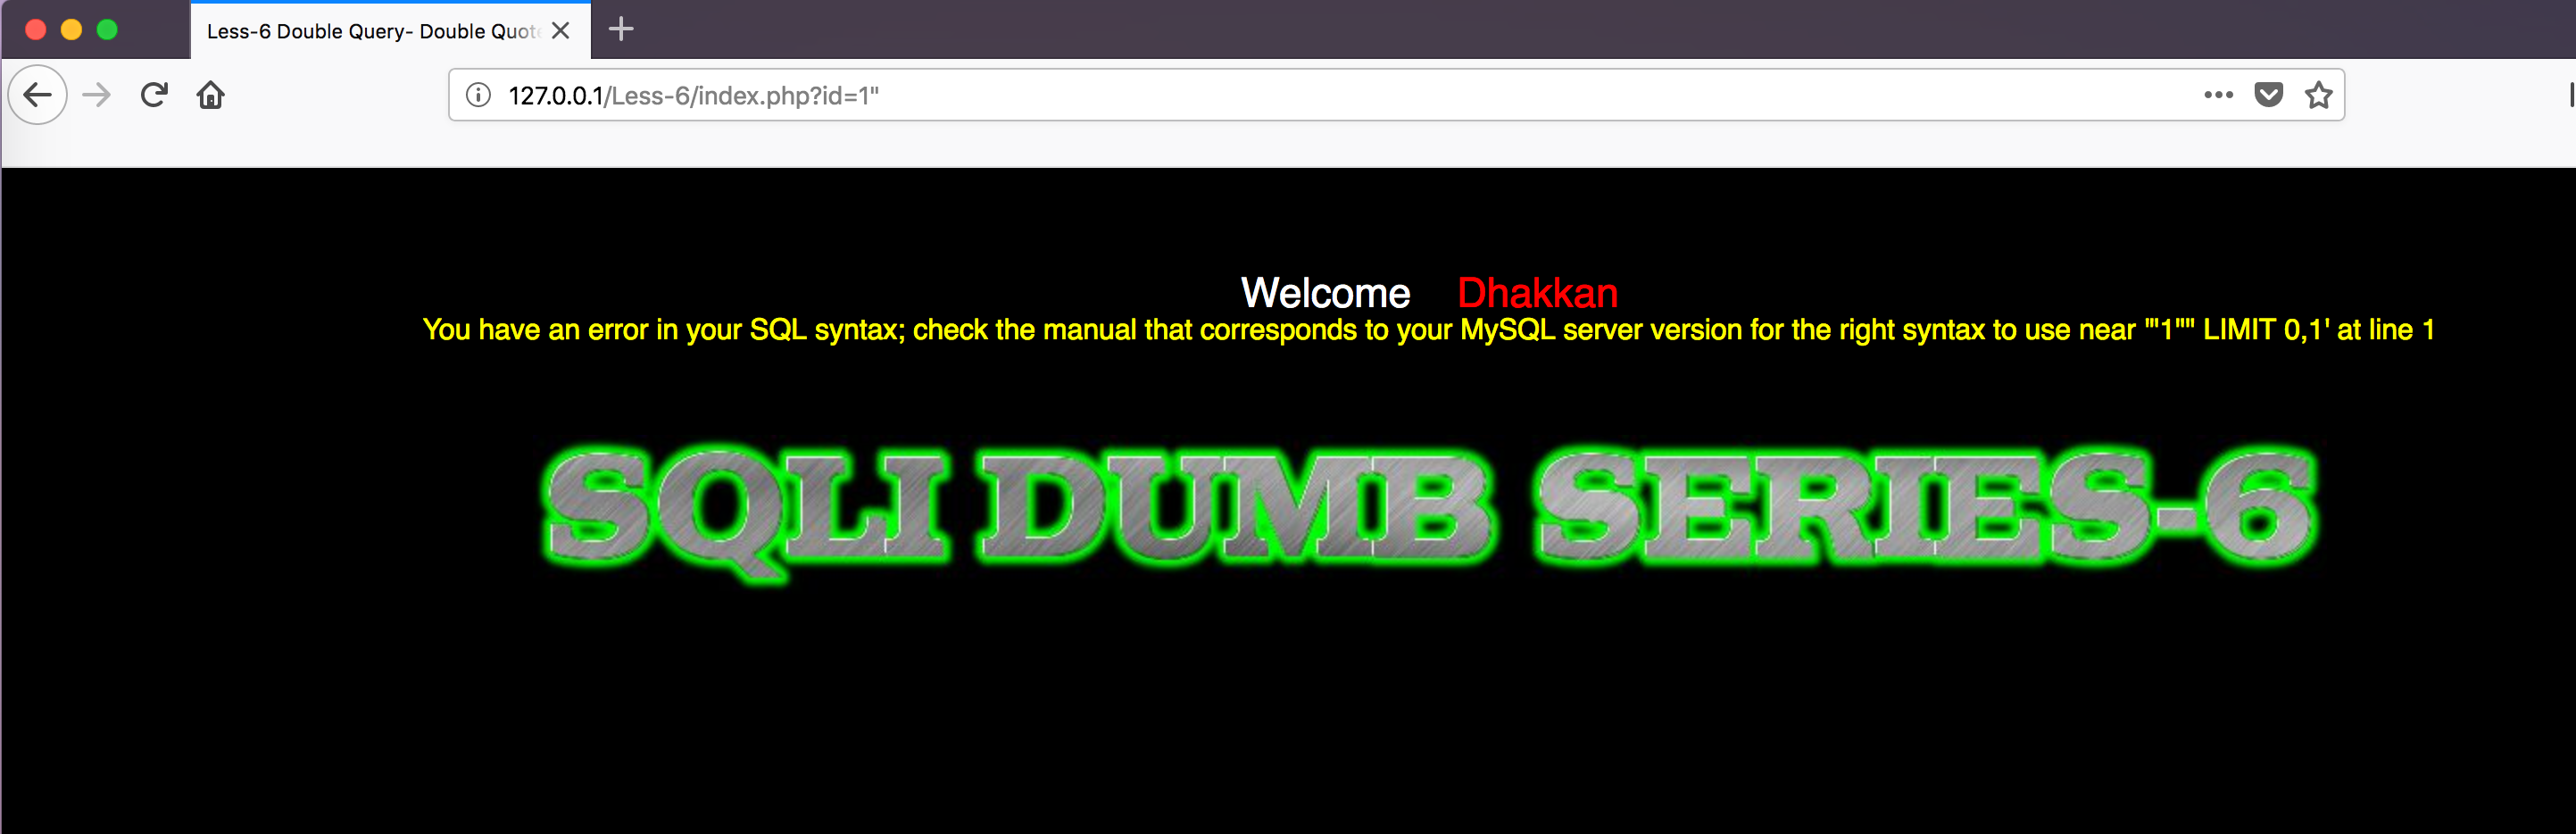 Less-6 Double Query- Double Quot
127.0.0.1/Less-6/index.php?id=1"
Welcome Dhakkan
You have an error in your SQL syntax; check the manual that corresponds to your MySQL server version for the right syntax to use near '"1"" LIMIT 0,1' at line 1
SQLI DUMB SERIES-6